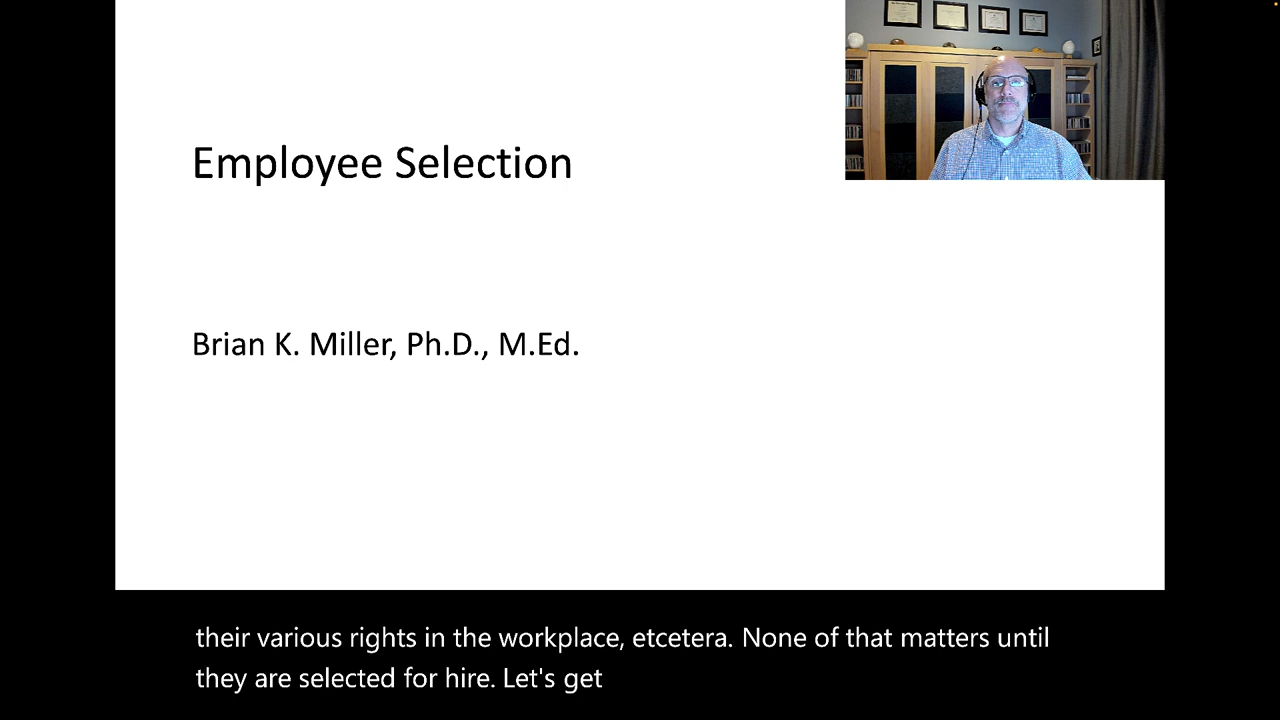 Employee Selection
Brian K. Miller, Ph.D., M.Ed.
their various rights in the workplace, etcetera. None of that matters until
they are selected for hire. Let's get